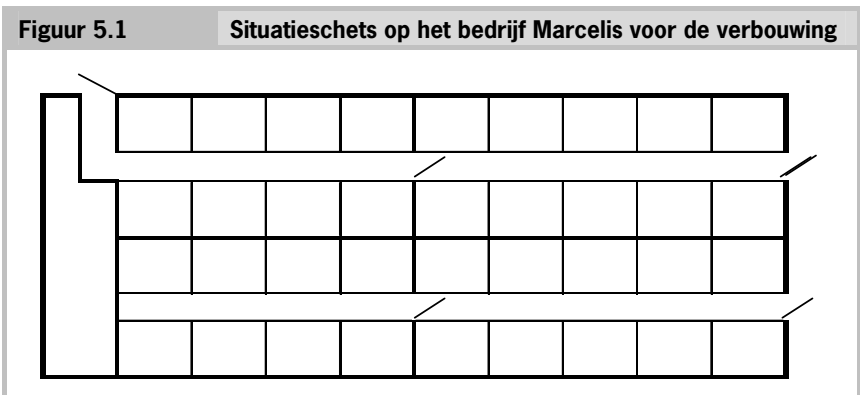 Figuur 5.1 Situatieschets op het bedrijf Marcelis voor de verbouwing